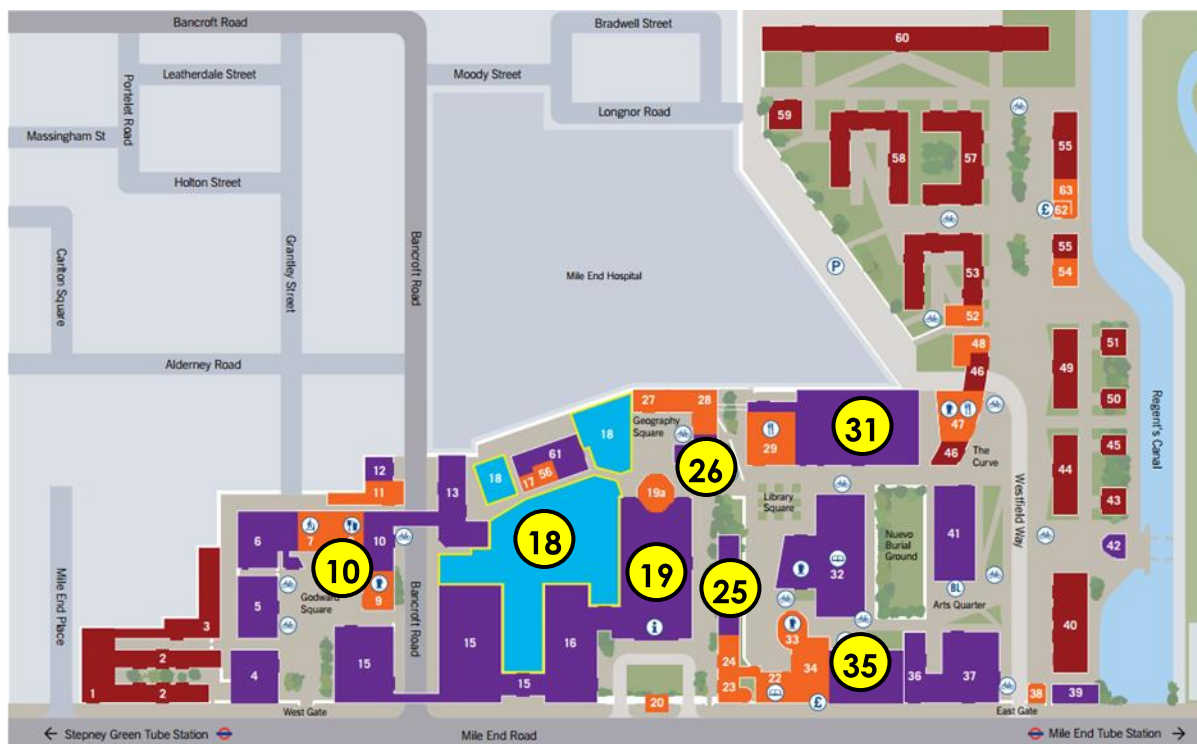 Bancroft Road
Bradwell Street
60
Leatherdale Street
Moody Street
Portelet Road
Longnor Road
59
55
Massingham St
58
57
63
Holton Street
£
62
Carlton Square
Grantley Street
Bancroft Road
55
P
53
54
Mile End Hospital
52
Alderney Road
48
51
46
49
Regent's Canal
27
28
50
Geography
Square
18
31
47
29
46
The
Curve
45
12
61
26
44
18
17
56
11
13
19a
Library
Square
43
Westfield Way
6
7
10
18
32
Nuevo
Burial
Ground
41
42
10
19
25
BL
Arts Quarter
9
5
Godward
Square
Mile End Place
Bancroft Road
i
33
40
3
15
15
16
24
34
35
36
37
2
4
22
1
2
15
23
38
39
20
£
West Gate
East Gate
← Stepney Green Tube Station
Mile End Road
Mile End Tube Station →